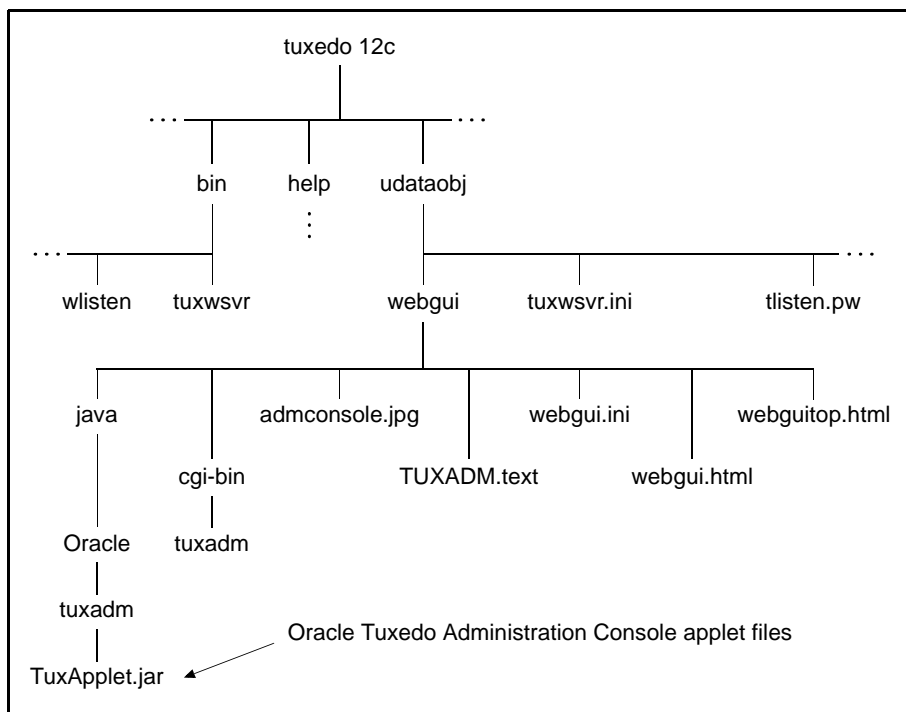 tuxedo 12c
... ...
bin help udataobj
... ...
wlisten tuxwsvr webgui tuxwsvr.ini tlisten.pw
java admconsole.jpg webgui.ini webguitop.html
cgi-bin TUXADM.text webgui.html
Oracle tuxadm
tuxadm
Oracle Tuxedo Administration Console applet files
TuxApplet.jar